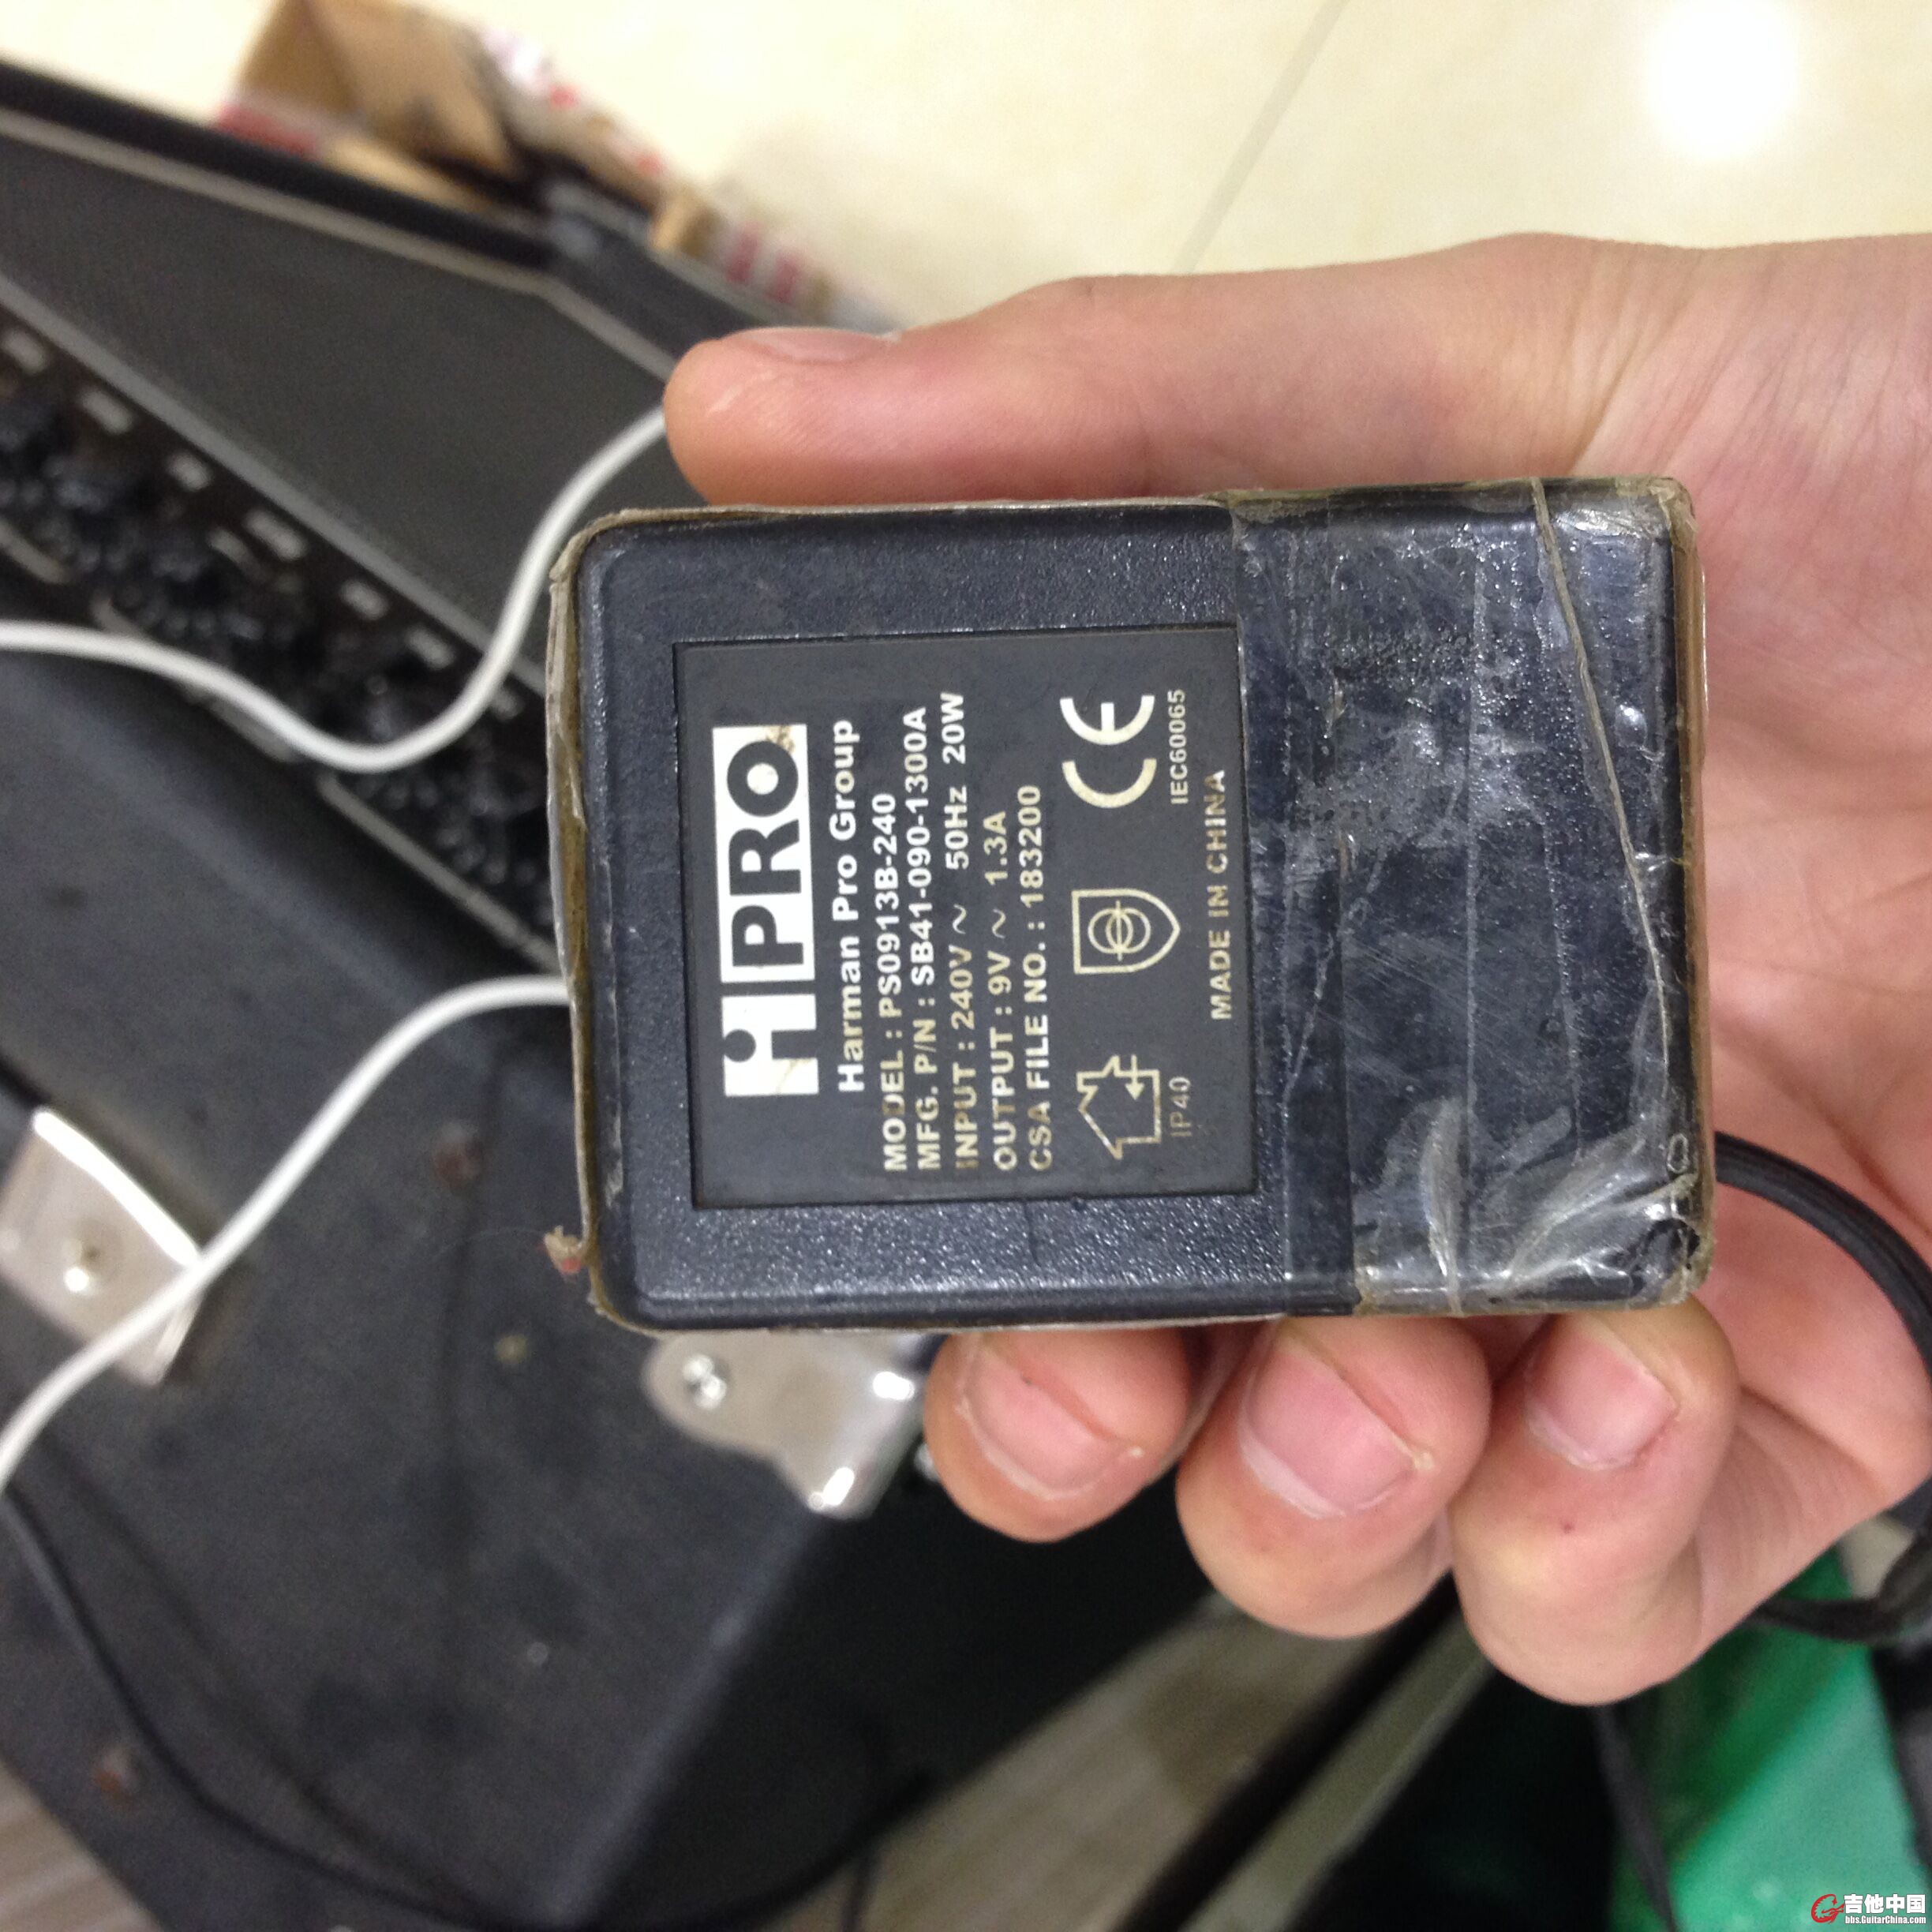 H PRO
Harman Pro Group
MODEL : PS0913B-240
MFG. P/N : SB41-090-1300A
INPUT : 240V ~ 50Hz 20W
OUTPUT : 9V ~ 1.3A
CSA FILE NO. : 183200
IP40
CE
IEC60065
MADE IN CHINA
吉他中国
bbs.GuitarChina.com